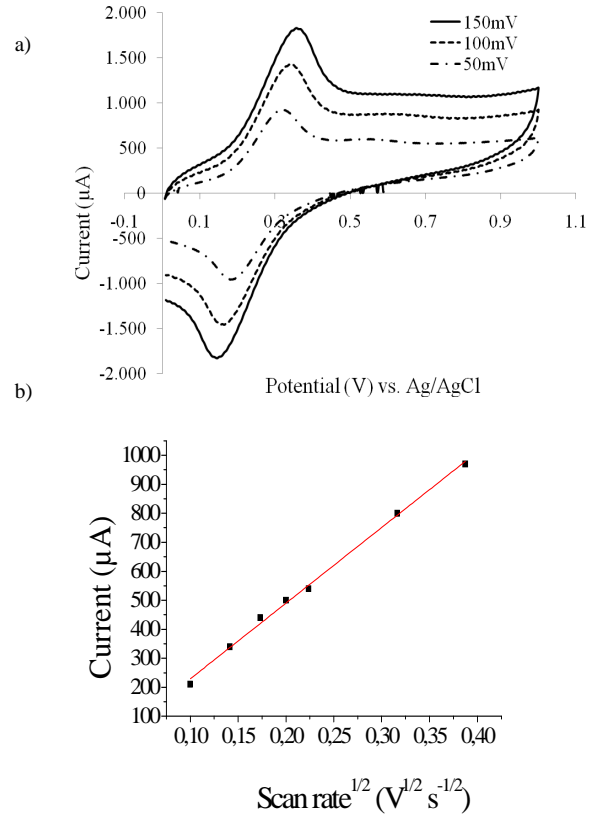 a)
2.000
1.500
1.000
500
0
-500
-1.000
-1.500
-2.000
Current (µA)
-0.1 0.1 0.3 0.5 0.7 0.9 1.1
150mV
100mV
50mV
Potential (V) vs. Ag/AgCl
b)
1000
900
800
700
600
500
400
300
200
100
Current (µA)
0,10 0,15 0,20 0,25 0,30 0,35 0,40
Scan rate^1/2 (V^1/2 s^-1/2)